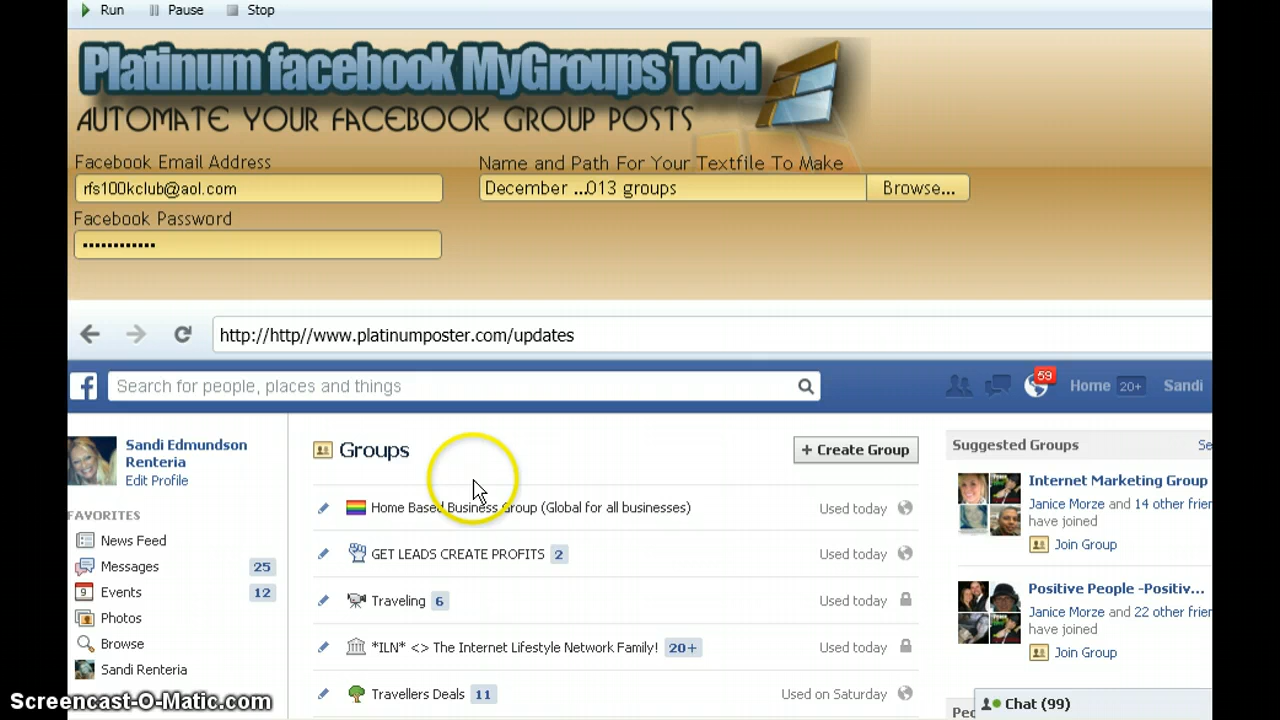 Run Pause Stop
Platinum facebook MyGroups Tool
AUTOMATE YOUR FACEBOOK GROUP POSTS
Facebook Email Address
rfs100kclub@aol.com
Name and Path For Your Textfile To Make
December ...013 groups
Browse...
Facebook Password
••••••••••••
http://http//www.platinumposter.com/updates
Search for people, places and things
59
Home 20+ Sandi
Sandi Edmundson
Renteria
Edit Profile
FAVORITES
News Feed
Messages 25
Events 12
Photos
Browse
Sandi Renteria
Groups
+ Create Group
Home Based Business Group (Global for all businesses) Used today
GET LEADS CREATE PROFITS 2 Used today
Traveling 6 Used today
*ILN* <> The Internet Lifestyle Network Family! 20+ Used today
Travellers Deals 11 Used on Saturday
Suggested Groups Se
Internet Marketing Group
Janice Morze and 14 other frier
have joined
Join Group
Positive People -Positiv...
Janice Morze and 22 other frier
have joined
Join Group
Pec
Chat (99)
Screencast-O-Matic.com